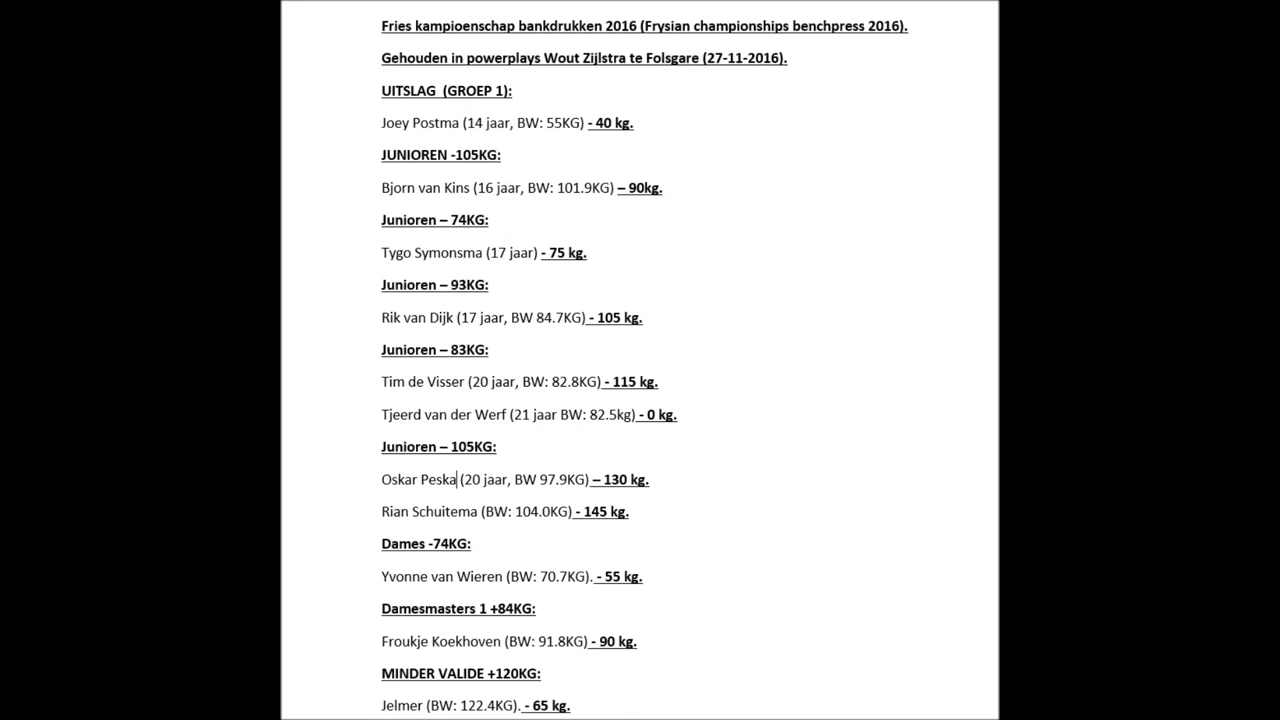 Fries kampioenschap bankdrukken 2016 (Frysian championships benchpress 2016).
Gehouden in powerplays Wout Zijlstra te Folsgare (27-11-2016).
UITSLAG  (GROEP 1):
Joey Postma (14 jaar, BW: 55KG) - 40 kg.
JUNIOREN -105KG:
Bjorn van Kins (16 jaar, BW: 101.9KG) – 90kg.
Junioren – 74KG:
Tygo Symonsma (17 jaar) - 75 kg.
Junioren – 93KG:
Rik van Dijk (17 jaar, BW 84.7KG) - 105 kg.
Junioren – 83KG:
Tim de Visser (20 jaar, BW: 82.8KG) - 115 kg.
Tjeerd van der Werf (21 jaar BW: 82.5kg) - 0 kg.
Junioren – 105KG:
Oskar Peska (20 jaar, BW 97.9KG) – 130 kg.
Rian Schuitema (BW: 104.0KG) - 145 kg.
Dames -74KG:
Yvonne van Wieren (BW: 70.7KG). - 55 kg.
Damesmasters 1 +84KG:
Froukje Koekhoven (BW: 91.8KG) - 90 kg.
MINDER VALIDE +120KG:
Jelmer (BW: 122.4KG). - 65 kg.